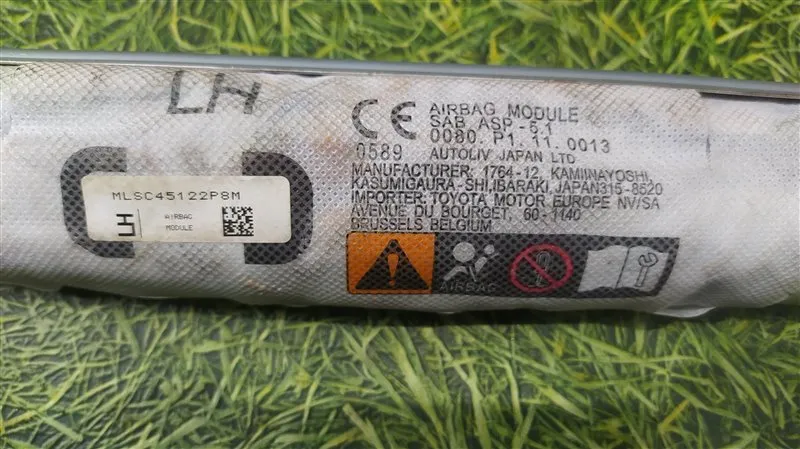 LH
MLSC45122P8M
LH
AIRBAG
MODULE
CE
0589
AIRBAG MODULE
SAB ASP-5.1
0080. P1. 11. 0013
AUTOLIV JAPAN LTD
MANUFACTURER: 1764-12, KAMIINAYOSHI,
KASUMIGAURA-SHI,IBARAKI, JAPAN315-8520
IMPORTER: TOYOTA MOTOR EUROPE NV/SA
AVENUE DU BOURGET, 60-1140
BRUSSELS BELGIUM
AIRBAG